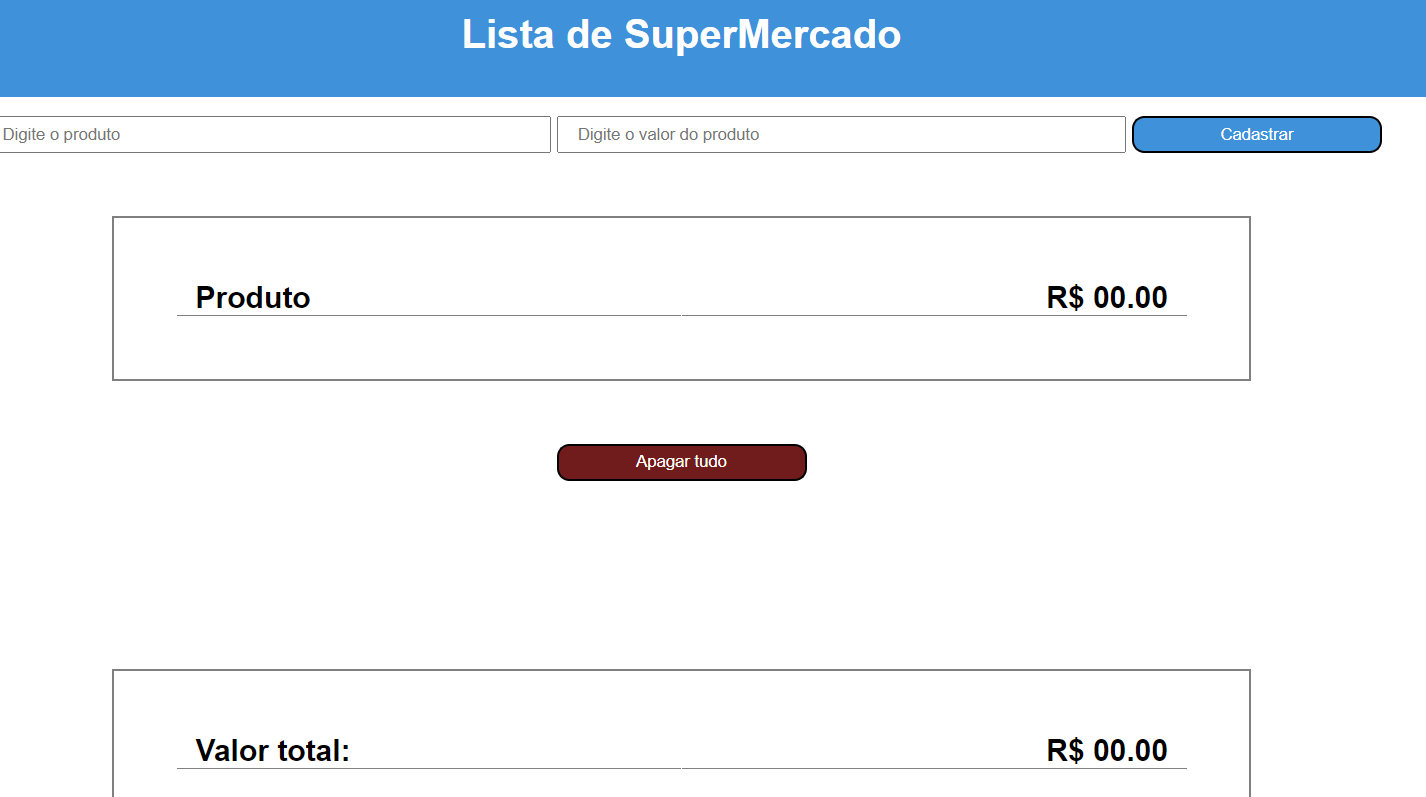 Lista de SuperMercado
Digite o produto Digite o valor do produto Cadastrar
Produto R$ 00.00
Apagar tudo
Valor total: R$ 00.00